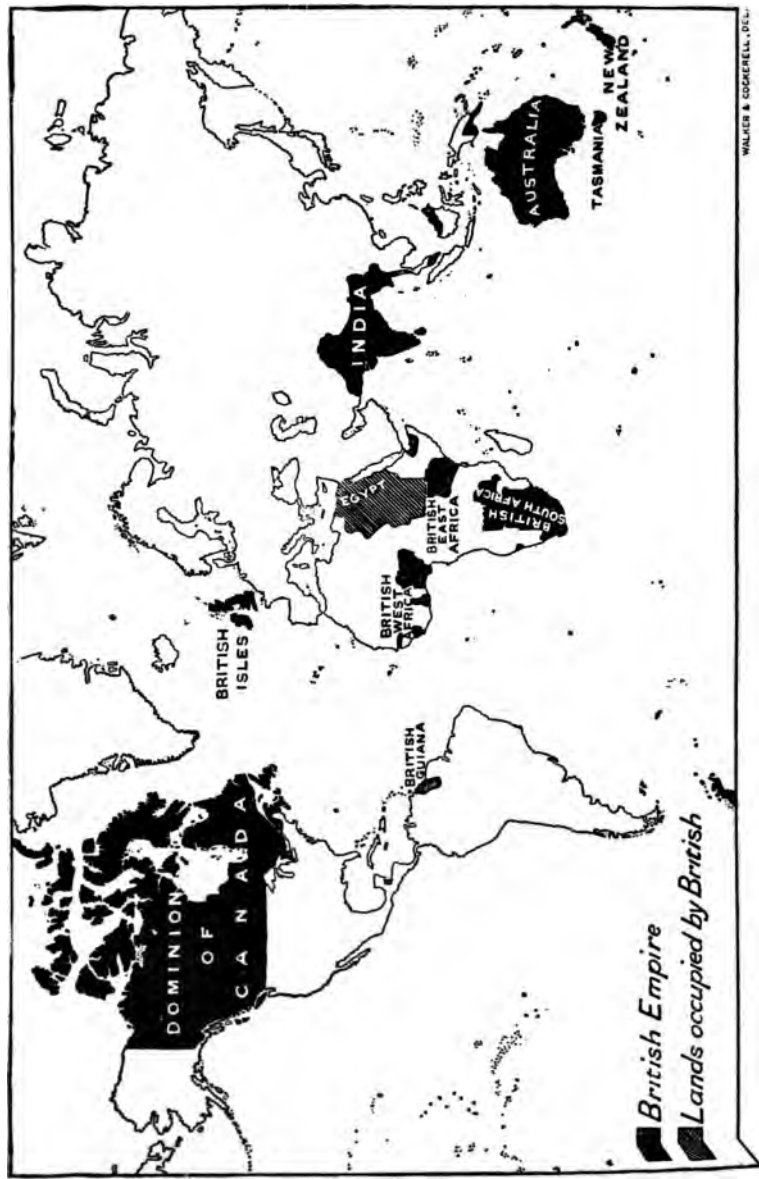 DOMINION
OF
CANADA
BRITISH
ISLES
EGYPT
BRITISH
WEST
AFRICA
BRITISH
EAST
AFRICA
BRITISH
SOUTH AFRICA
BRITISH
GUIANA
INDIA
AUSTRALIA
TASMANIA
NEW
ZEALAND
British Empire
Lands occupied by British
WALKER & COCKERELL, DEL.